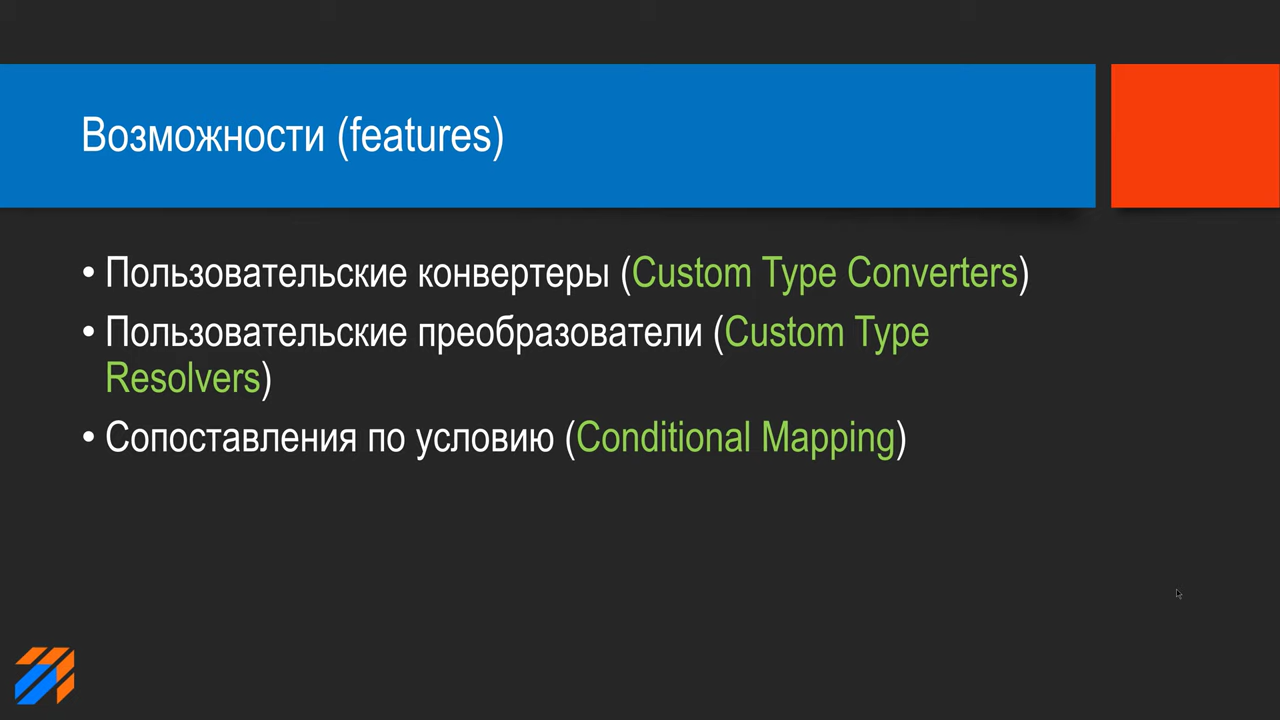 Возможности (features)
• Пользовательские конвертеры (Custom Type Converters)
• Пользовательские преобразователи (Custom Type
Resolvers)
• Сопоставления по условию (Conditional Mapping)